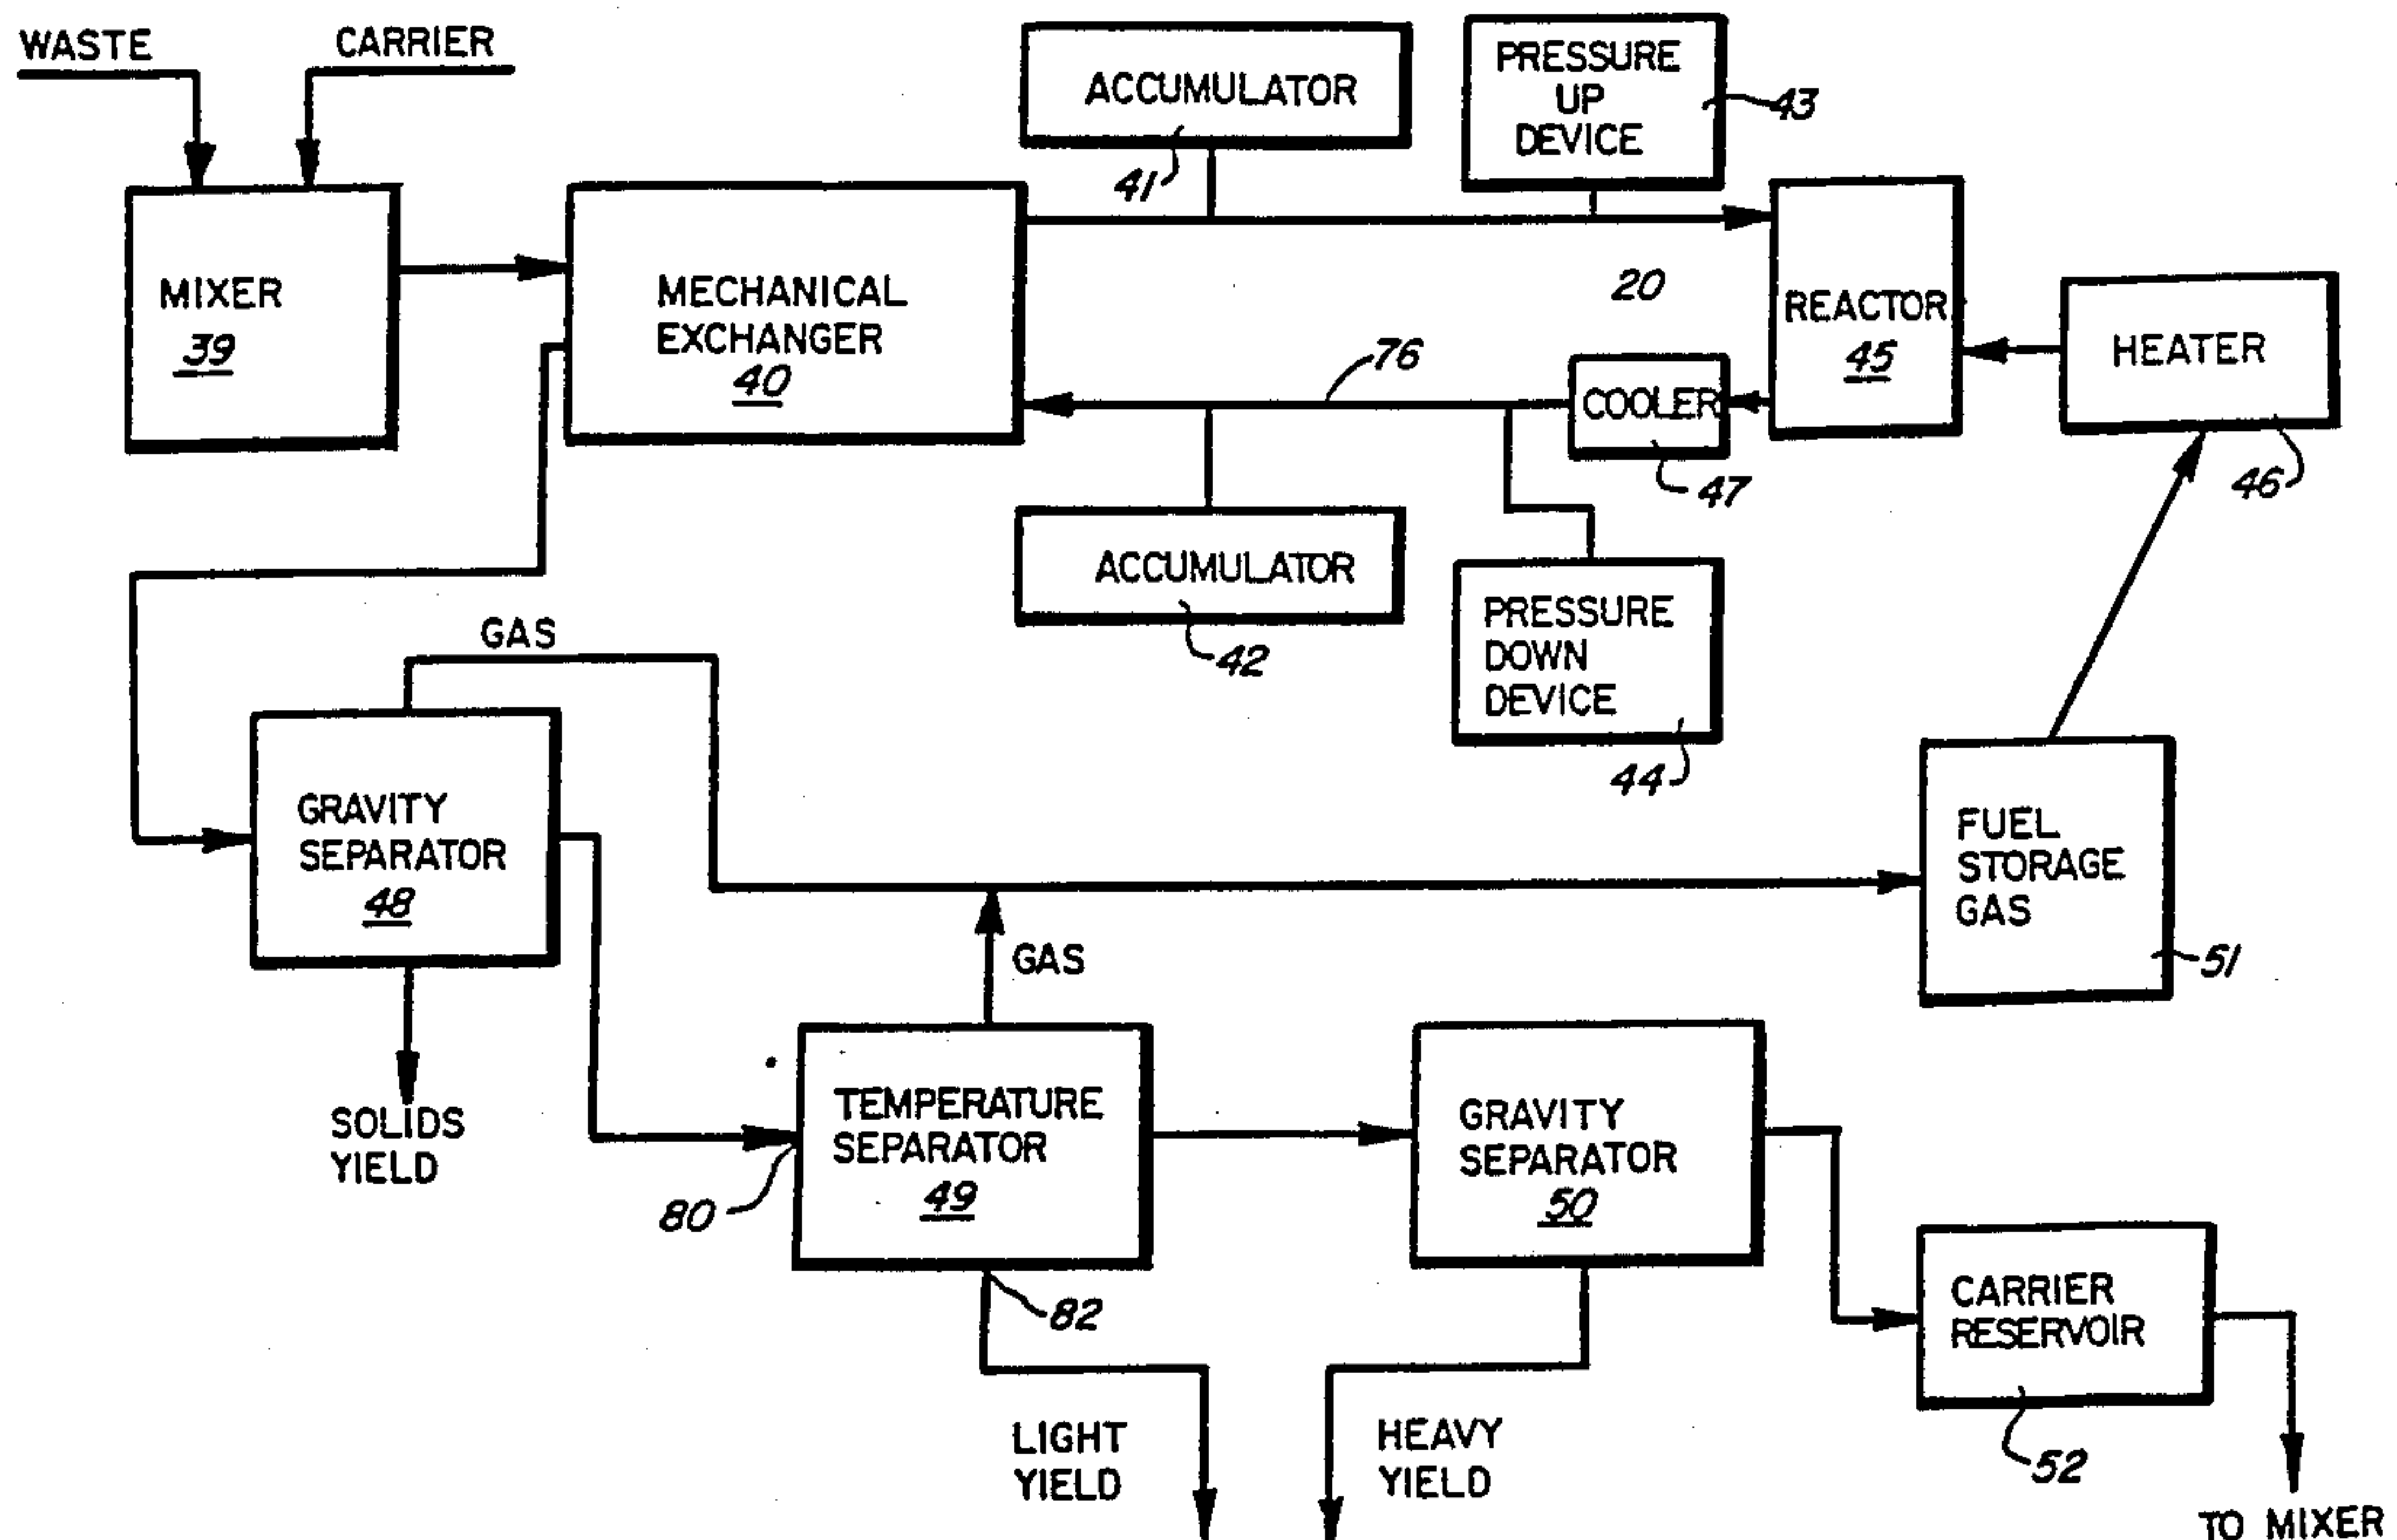 WASTE
CARRIER
ACCUMULATOR
41
PRESSURE
UP
DEVICE
43
MIXER
39
MECHANICAL
EXCHANGER
40
20
REACTOR
45
HEATER
46
76
COOLER
47
ACCUMULATOR
42
PRESSURE
DOWN
DEVICE
44
GAS
GRAVITY
SEPARATOR
48
SOLIDS
YIELD
GAS
FUEL
STORAGE
GAS
51
TEMPERATURE
SEPARATOR
49
80
82
GRAVITY
SEPARATOR
50
CARRIER
RESERVOIR
52
LIGHT
YIELD
HEAVY
YIELD
TO MIXER